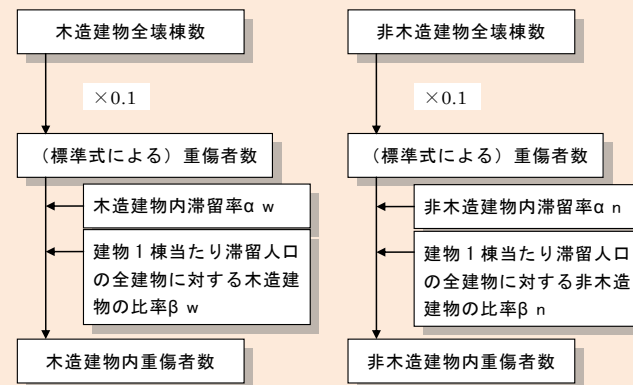 木造建物全壊棟数
×0.1
（標準式による）重傷者数
木造建物内滞留率α w
建物１棟当たり滞留人口
の全建物に対する木造建
物の比率β w
木造建物内重傷者数
非木造建物全壊棟数
×0.1
（標準式による）重傷者数
非木造建物内滞留率α n
建物１棟当たり滞留人口
の全建物に対する非木造
建物の比率β n
非木造建物内重傷者数